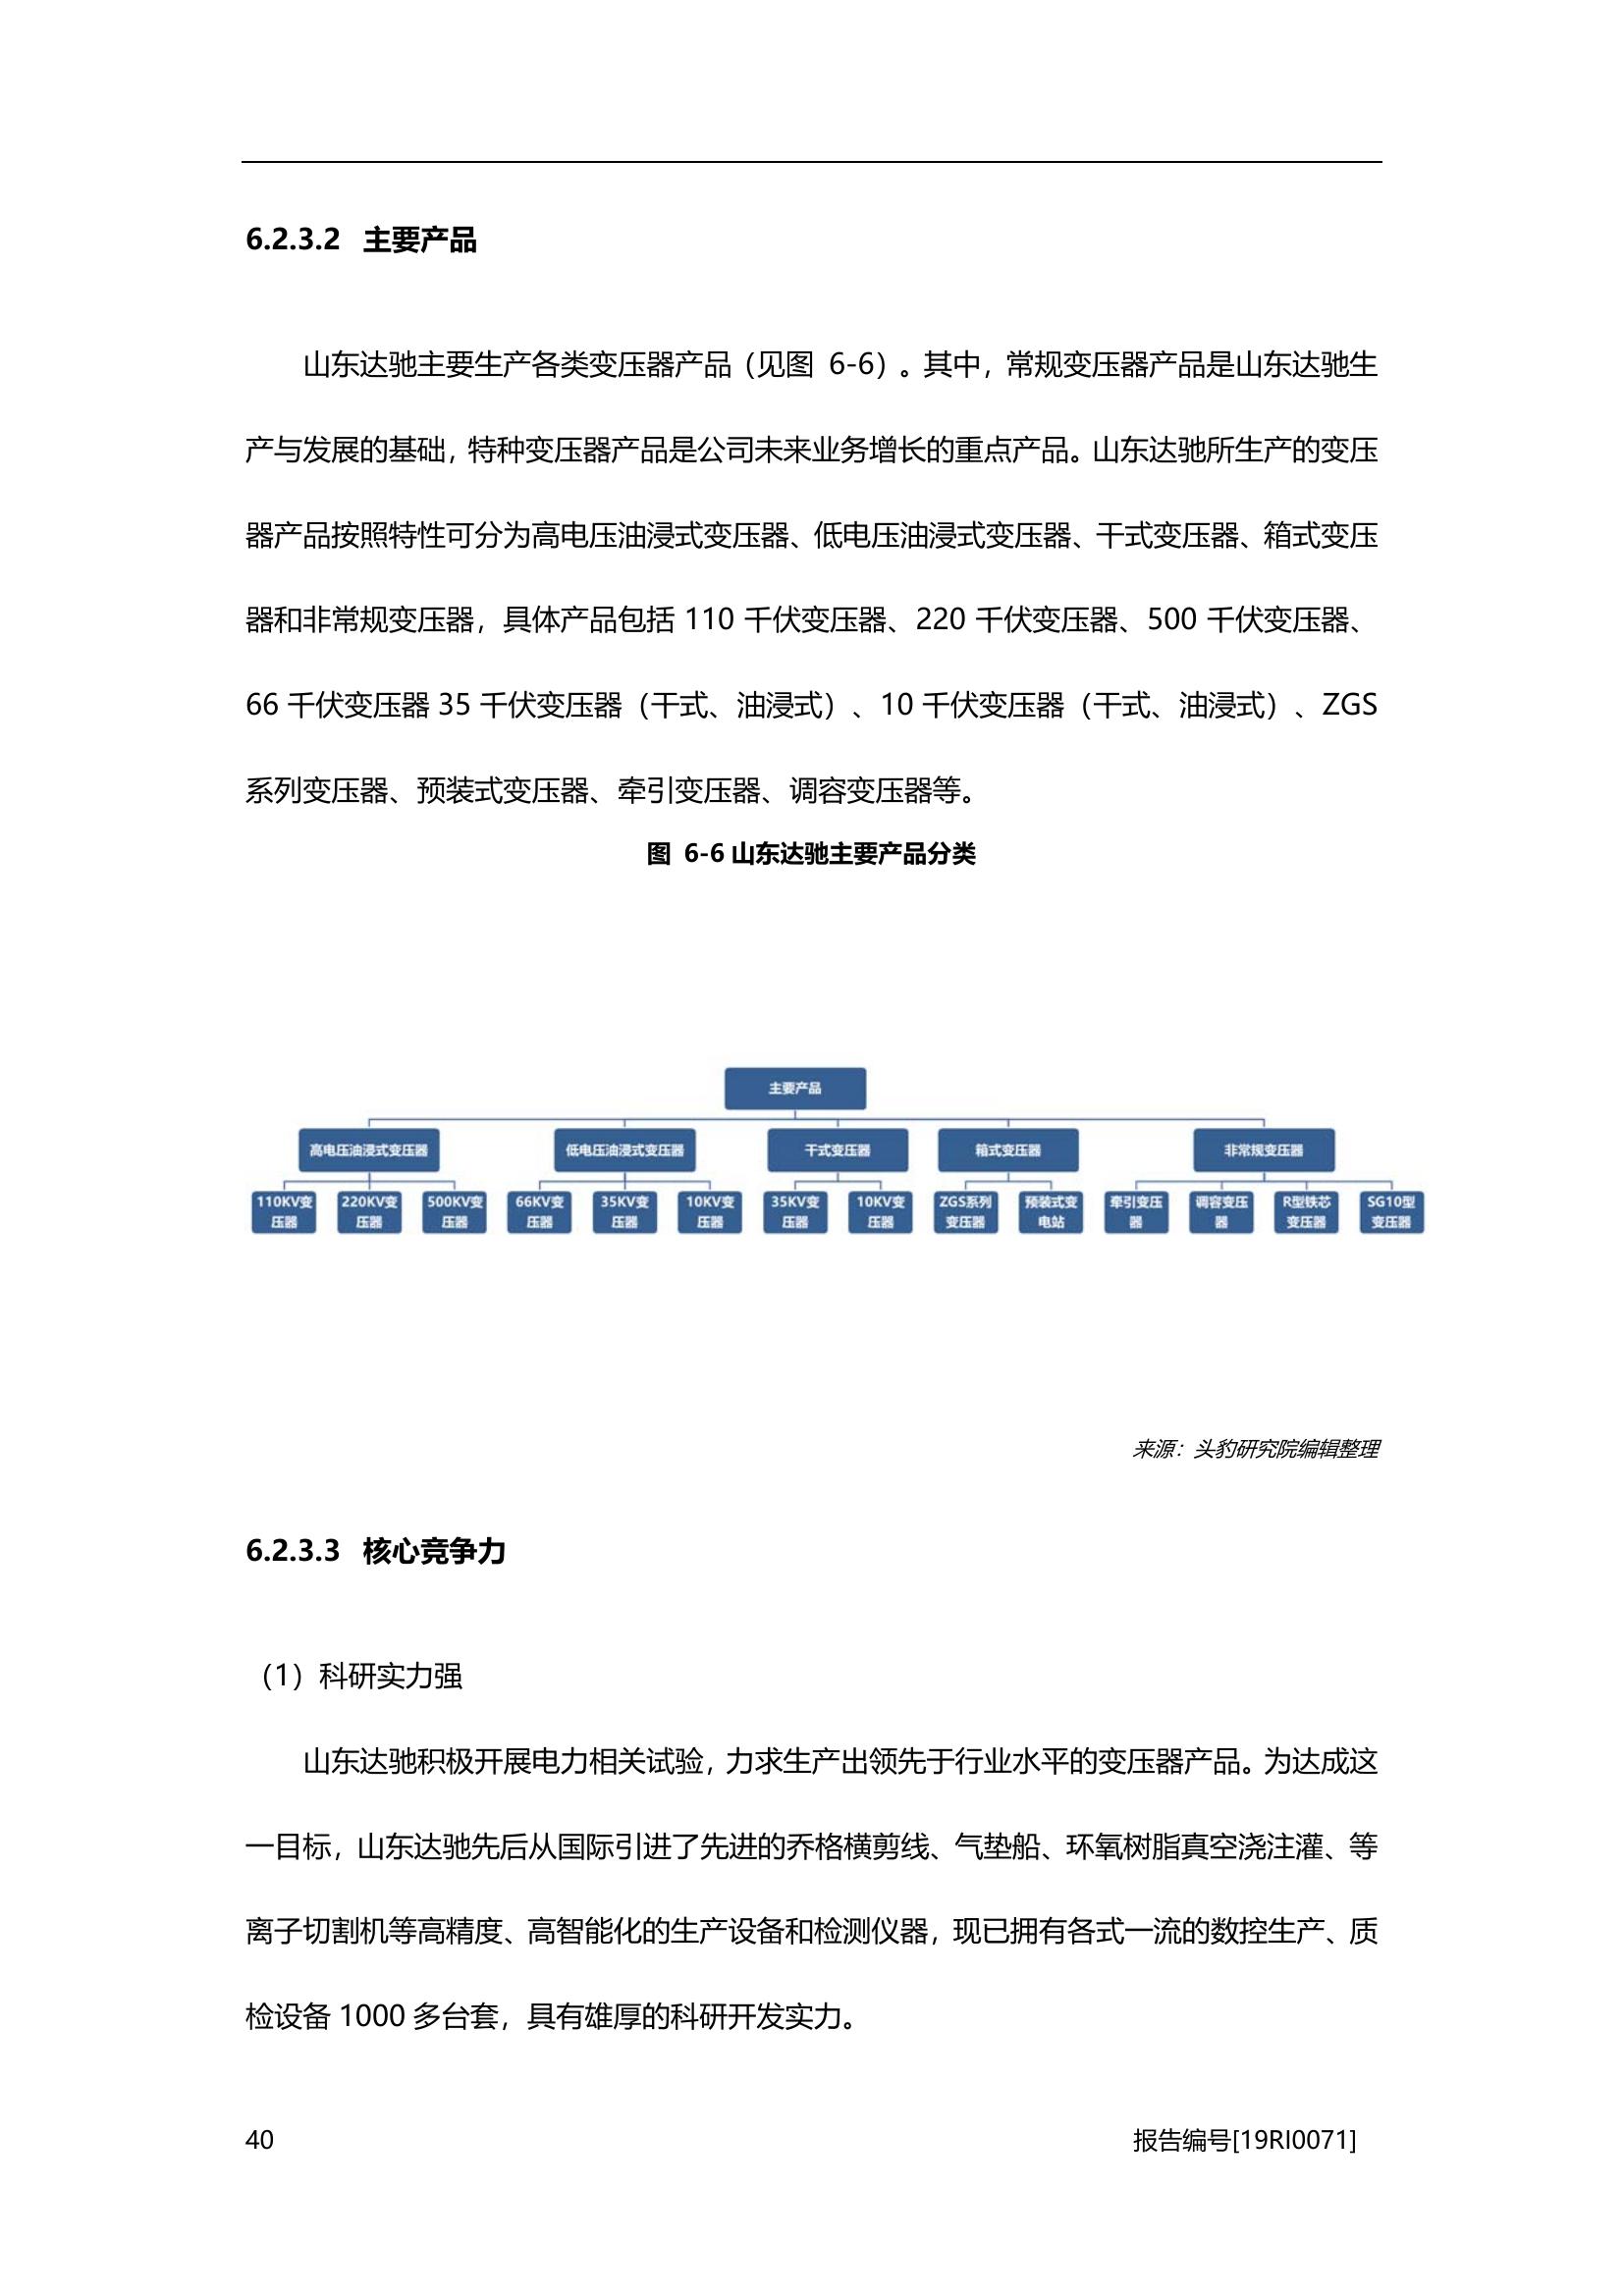 6.2.3.2 主要产品
山东达驰主要生产各类变压器产品（见图 6-6）。其中，常规变压器产品是山东达驰生
产与发展的基础，特种变压器产品是公司未来业务增长的重点产品。山东达驰所生产的变压
器产品按照特性可分为高电压油浸式变压器、低电压油浸式变压器、干式变压器、箱式变压
器和非常规变压器，具体产品包括 110 千伏变压器、220 千伏变压器、500 千伏变压器、
66 千伏变压器 35 千伏变压器（干式、油浸式）、10 千伏变压器（干式、油浸式）、ZGS
系列变压器、预装式变压器、牵引变压器、调容变压器等。
图 6-6 山东达驰主要产品分类
主要产品
高电压油浸式变压器
低电压油浸式变压器
干式变压器
箱式变压器
非常规变压器
110KV变
压器
220KV变
压器
500KV变
压器
66KV变
压器
35KV变
压器
10KV变
压器
35KV变
压器
10KV变
压器
ZGS系列
变压器
预装式变
电站
牵引变压
器
调容变压
器
R型铁芯
变压器
SG10型
变压器
来源：头豹研究院编辑整理
6.2.3.3 核心竞争力
（1）科研实力强
山东达驰积极开展电力相关试验，力求生产出领先于行业水平的变压器产品。为达成这
一目标，山东达驰先后从国际引进了先进的乔格横剪线、气垫船、环氧树脂真空浇注灌、等
离子切割机等高精度、高智能化的生产设备和检测仪器，现已拥有各式一流的数控生产、质
检设备 1000 多台套，具有雄厚的科研开发实力。
40
报告编号[19RI0071]